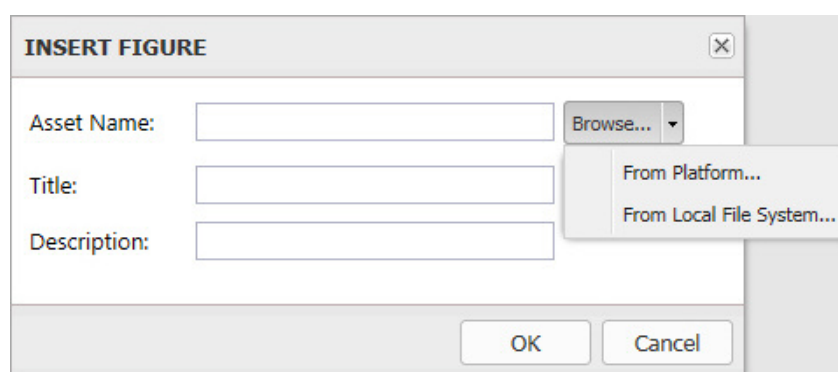 INSERT FIGURE
Asset Name:
Browse...
From Platform...
Title:
From Local File System...
Description:
OK
Cancel